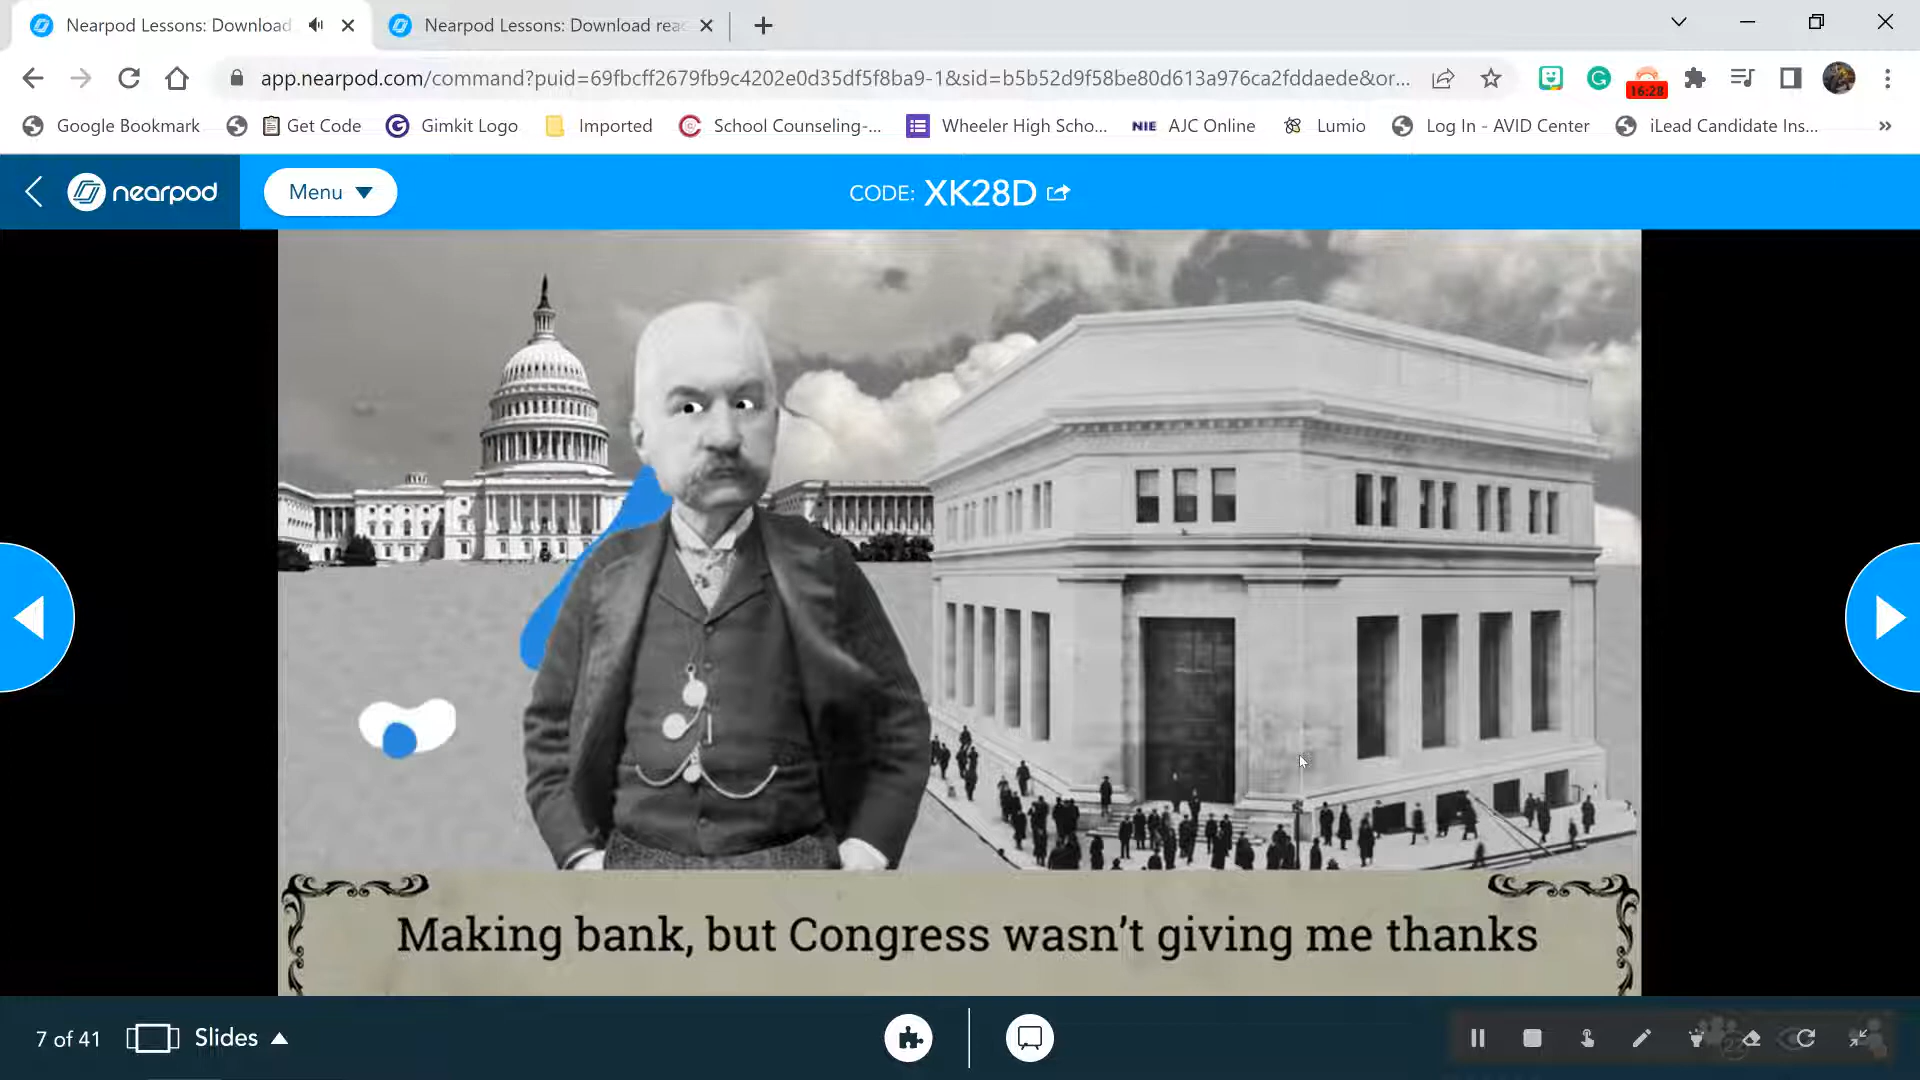 Nearpod Lessons: Download
Nearpod Lessons: Download rea
app.nearpod.com/command?puid=69fbcff2679fb9c4202e0d35df5f8ba9-1&sid=b5b52d9f58be80d613a976ca2fddaede&or...
16:28
Google Bookmark
Get Code
Gimkit Logo
Imported
School Counseling-...
Wheeler High Scho...
NIE AJC Online
Lumio
Log In - AVID Center
iLead Candidate Ins...
nearpod
Menu
CODE: XK28D
Making bank, but Congress wasn't giving me thanks
7 of 41
Slides